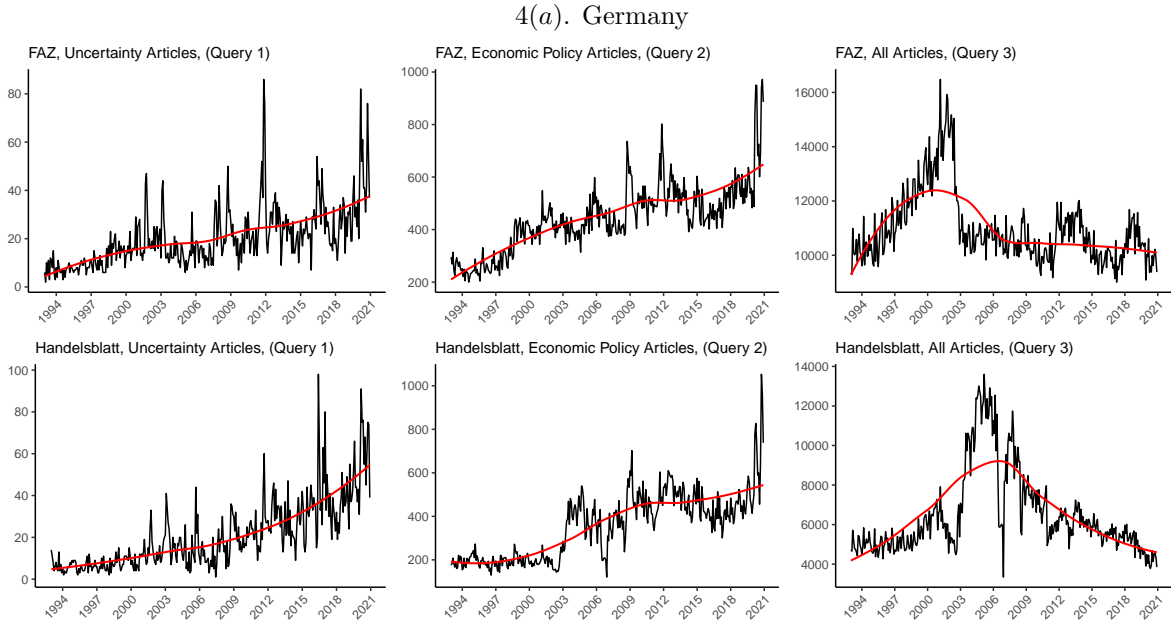 4(a). Germany
FAZ, Uncertainty Articles, (Query 1)
80
60
40
20
0
1994 1997 2000 2003 2006 2009 2012 2015 2018 2021
FAZ, Economic Policy Articles, (Query 2)
1000
800
600
400
200
1994 1997 2000 2003 2006 2009 2012 2015 2018 2021
FAZ, All Articles, (Query 3)
16000
14000
12000
10000
1994 1997 2000 2003 2006 2009 2012 2015 2018 2021
Handelsblatt, Uncertainty Articles, (Query 1)
100
80
60
40
20
0
1994 1997 2000 2003 2006 2009 2012 2015 2018 2021
Handelsblatt, Economic Policy Articles, (Query 2)
1000
800
600
400
200
1994 1997 2000 2003 2006 2009 2012 2015 2018 2021
Handelsblatt, All Articles, (Query 3)
14000
12000
10000
8000
6000
4000
1994 1997 2000 2003 2006 2009 2012 2015 2018 2021